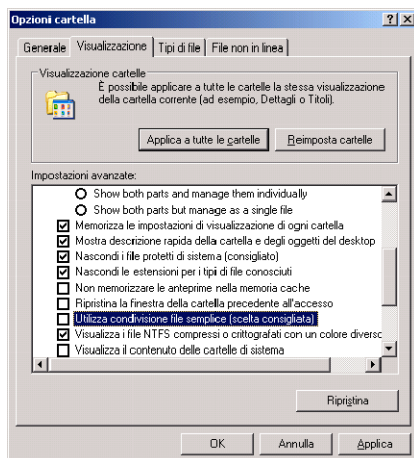 Opzioni cartella
Generale Visualizzazione Tipi di file File non in linea
Visualizzazione cartelle
È possibile applicare a tutte le cartelle la stessa visualizzazione
della cartella corrente (ad esempio, Dettagli o Titoli).
Applica a tutte le cartelle Reimposta cartelle
Impostazioni avanzate:
Show both parts and manage them individually
Show both parts but manage as a single file
Memorizza le impostazioni di visualizzazione di ogni cartella
Mostra descrizione rapida della cartella e degli oggetti del desktop
Nascondi i file protetti di sistema (consigliato)
Nascondi le estensioni per i tipi di file conosciuti
Non memorizzare le anteprime nella memoria cache
Ripristina la finestra della cartella precedente all'accesso
Utilizza condivisione file semplice (scelta consigliata)
Visualizza i file NTFS compressi o crittografati con un colore diverso
Visualizza il contenuto delle cartelle di sistema
Ripristina
OK Annulla Applica